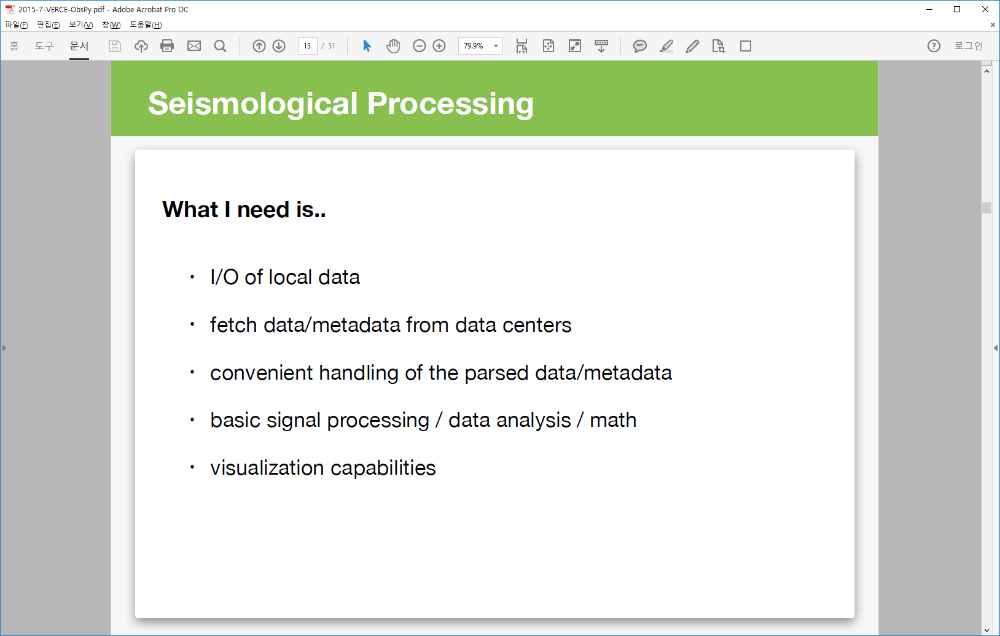 2015-7-VERCE-ObsPy.pdf - Adobe Acrobat Pro DC
파일(F) 편집(E) 보기(V) 창(W) 도움말(H)
홈 도구 문서 13 / 51 79.9% 로그인
Seismological Processing
What I need is..
· I/O of local data
· fetch data/metadata from data centers
· convenient handling of the parsed data/metadata
· basic signal processing / data analysis / math
· visualization capabilities